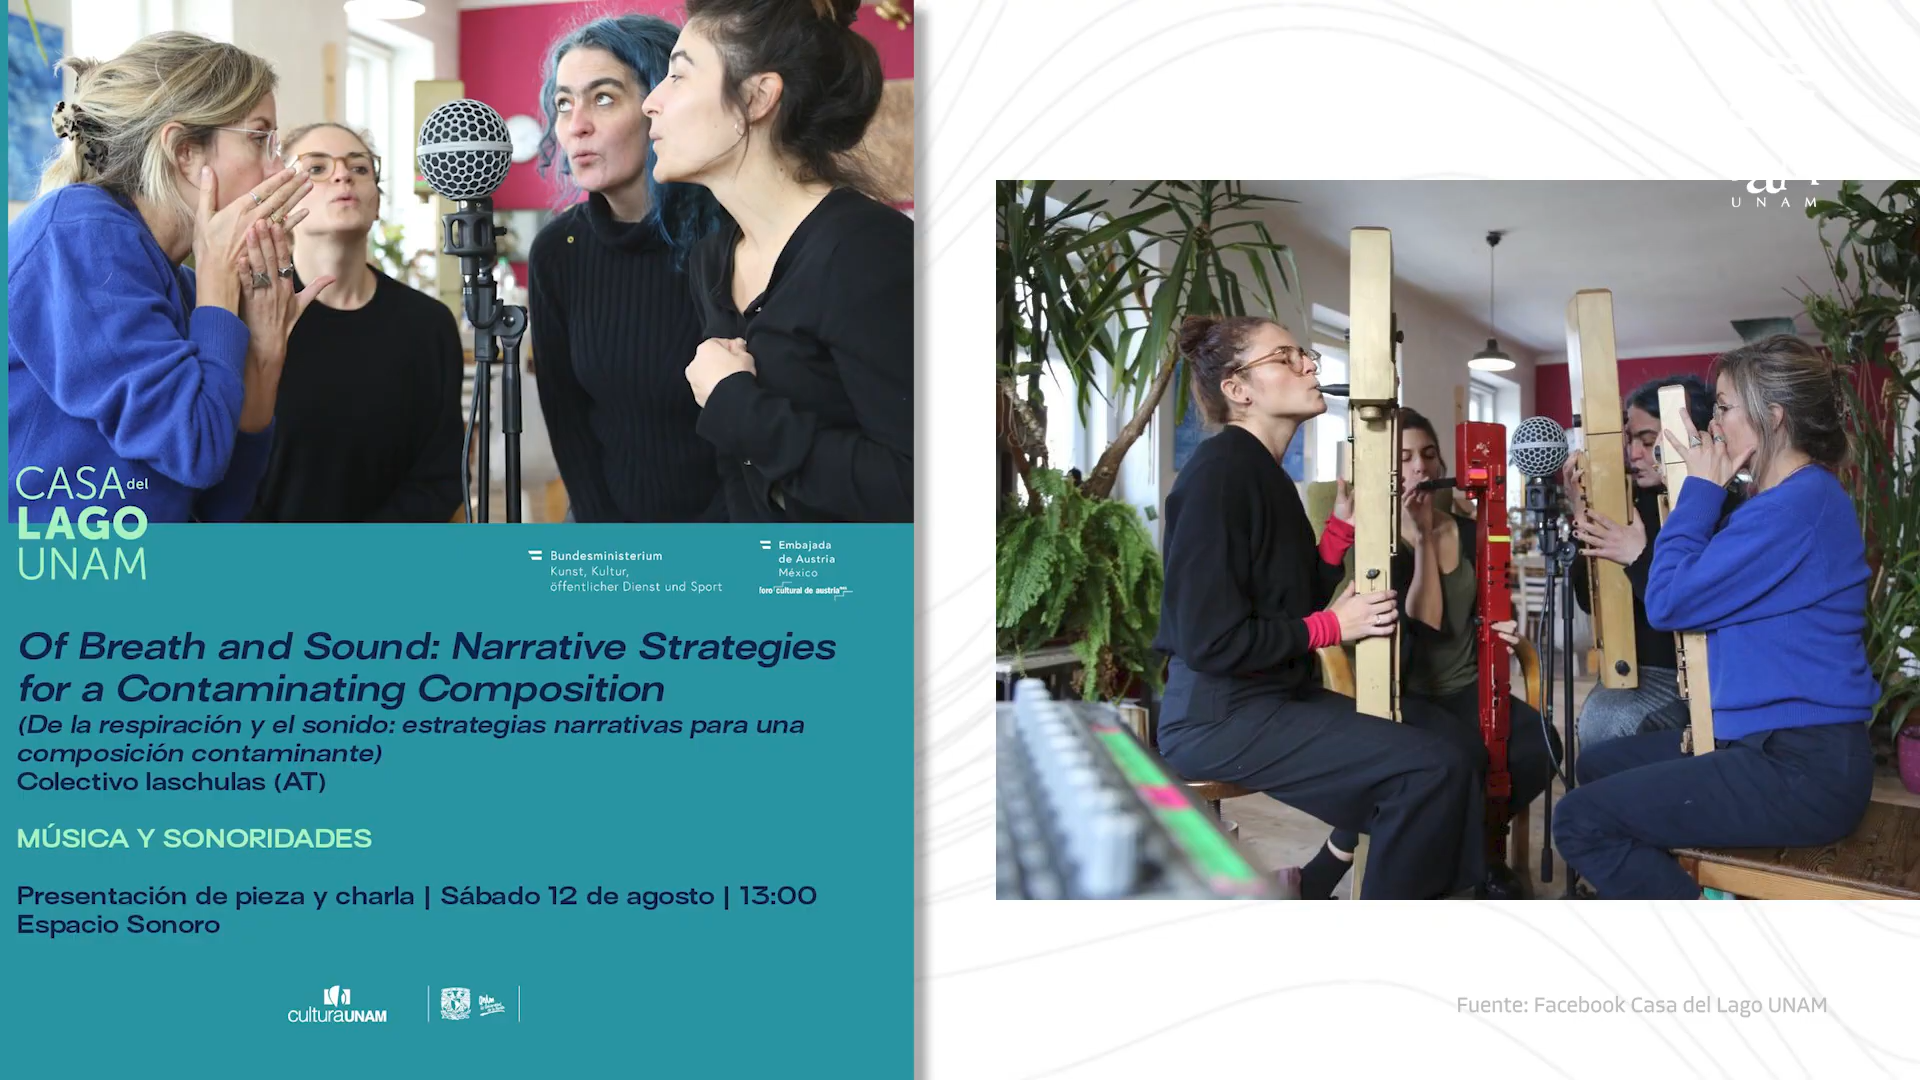 CASA del
LAGO
UNAM
Bundesministerium
Kunst, Kultur,
öffentlicher Dienst und Sport
Embajada
de Austria
México
foro cultural de austria
Of Breath and Sound: Narrative Strategies
for a Contaminating Composition
(De la respiración y el sonido: estrategias narrativas para una
composición contaminante)
Colectivo laschulas (AT)
MÚSICA Y SONORIDADES
Presentación de pieza y charla | Sábado 12 de agosto | 13:00
Espacio Sonoro
culturaUNAM
UNAM
Fuente: Facebook Casa del Lago UNAM